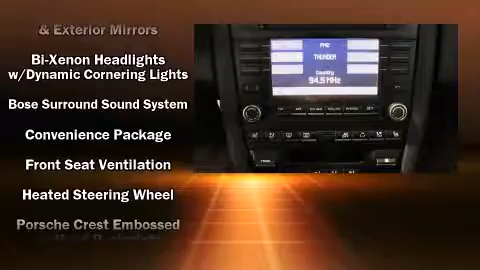 & Exterior Mirrors
Bi-Xenon Headlights
w/Dynamic Cornering Lights
Bose Surround Sound System
Convenience Package
Front Seat Ventilation
Heated Steering Wheel
Porsche Crest Embossed
THUNDER
Country
94.5 MHz